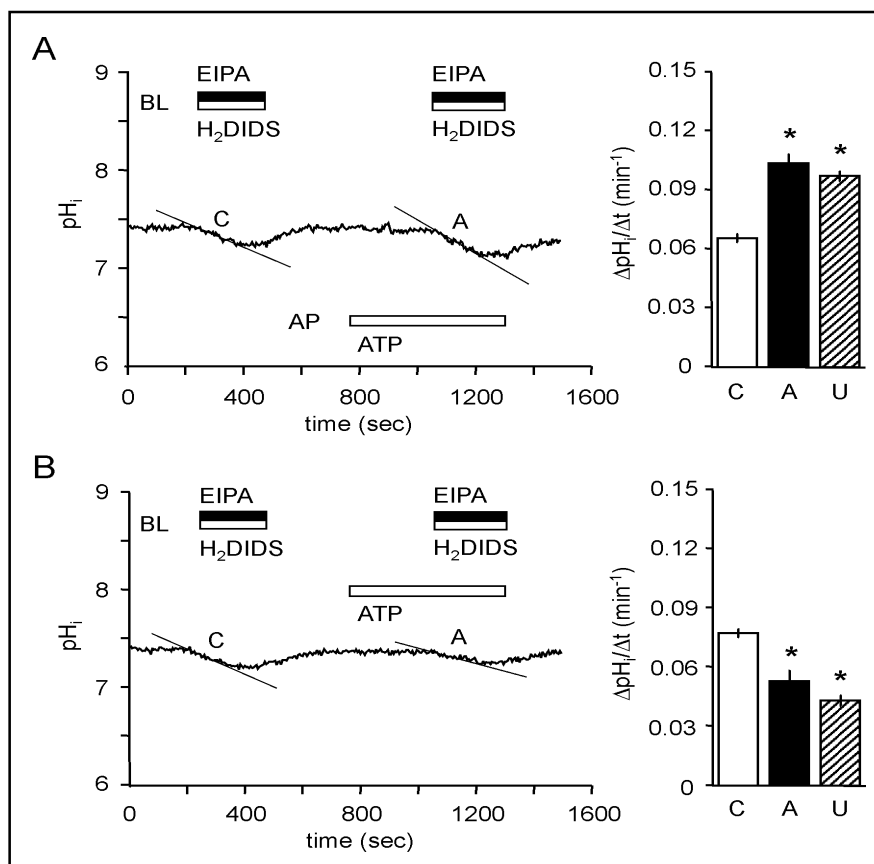 A
9
8
7
6
pHᵢ
BL
EIPA
H₂DIDS
EIPA
H₂DIDS
C
A
AP
ATP
0 400 800 1200 1600
time (sec)
0.15
0.12
0.09
0.06
0.03
0
ΔpHᵢ/Δt (min⁻¹)
* *
C A U
B
9
8
7
6
pHᵢ
BL
EIPA
H₂DIDS
EIPA
H₂DIDS
ATP
C
A
0 400 800 1200 1600
time (sec)
0.15
0.12
0.09
0.06
0.03
0
ΔpHᵢ/Δt (min⁻¹)
* *
C A U